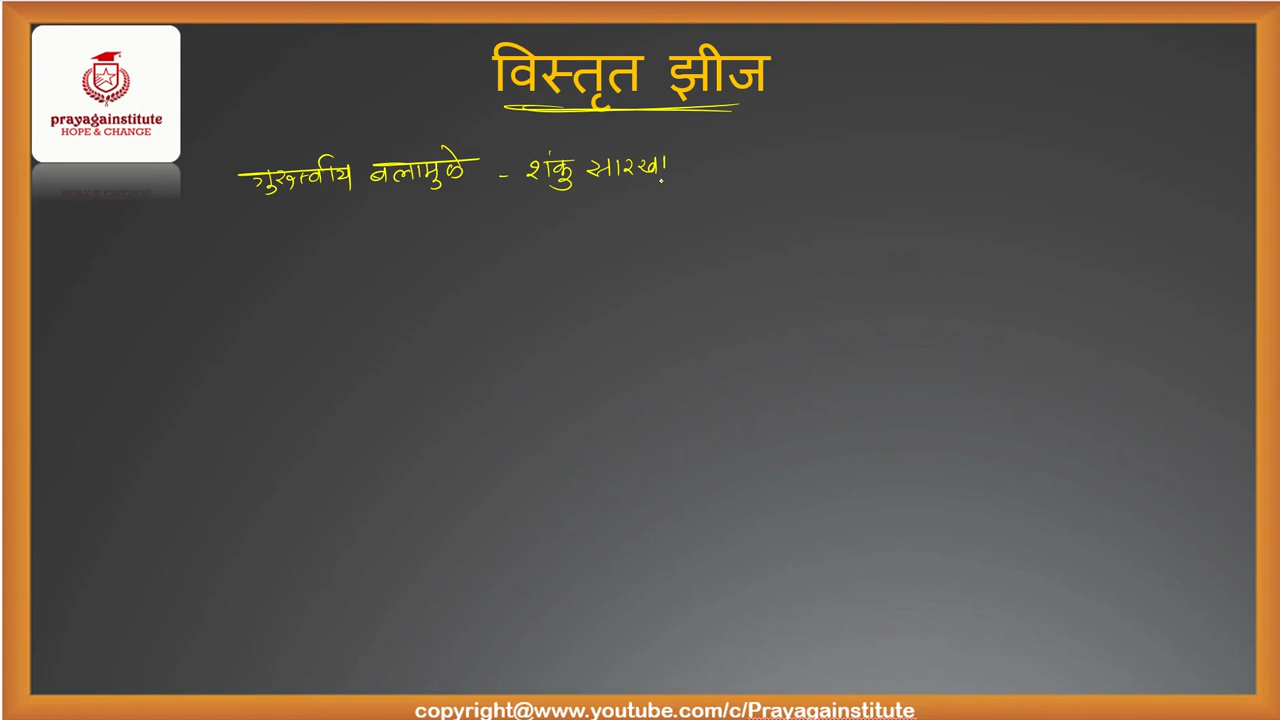 prayagainstitute
HOPE & CHANGE
विस्तृत झीज
गुरुत्वीय बलामुळे - शंकु सारखा
copyright@www.youtube.com/c/Prayagainstitute